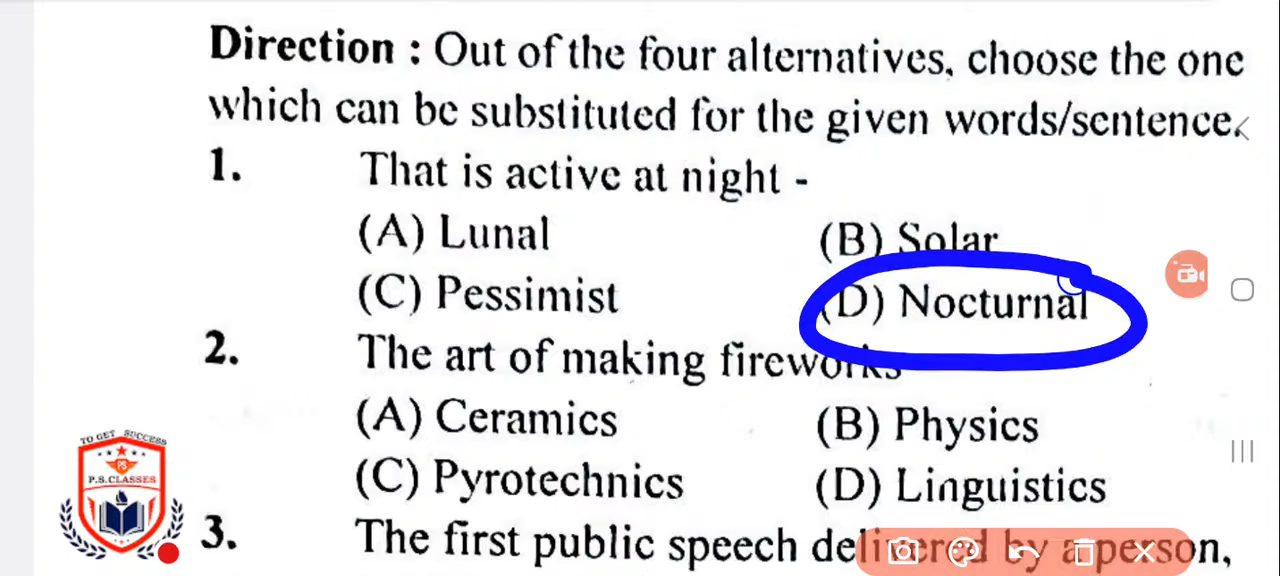 Direction : Out of the four alternatives, choose the one
which can be substituted for the given words/sentence.
1. That is active at night -
(A) Lunal (B) Solar
(C) Pessimist (D) Nocturnal
2. The art of making fireworks
(A) Ceramics (B) Physics
(C) Pyrotechnics (D) Linguistics
TO GET SUCCESS
PS
P.S.CLASSES
3. The first public speech delivered by a person,